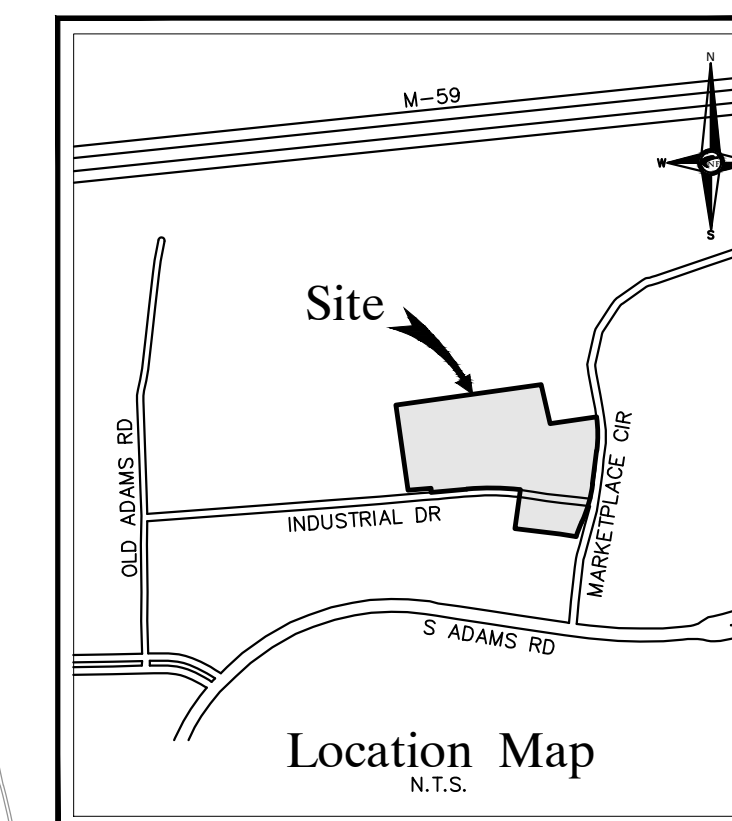 N
M-59
W
S
Site
OLD ADAMS RD
MARKETPLACE CIR
INDUSTRIAL DR
S ADAMS RD
Location Map
N.T.S.